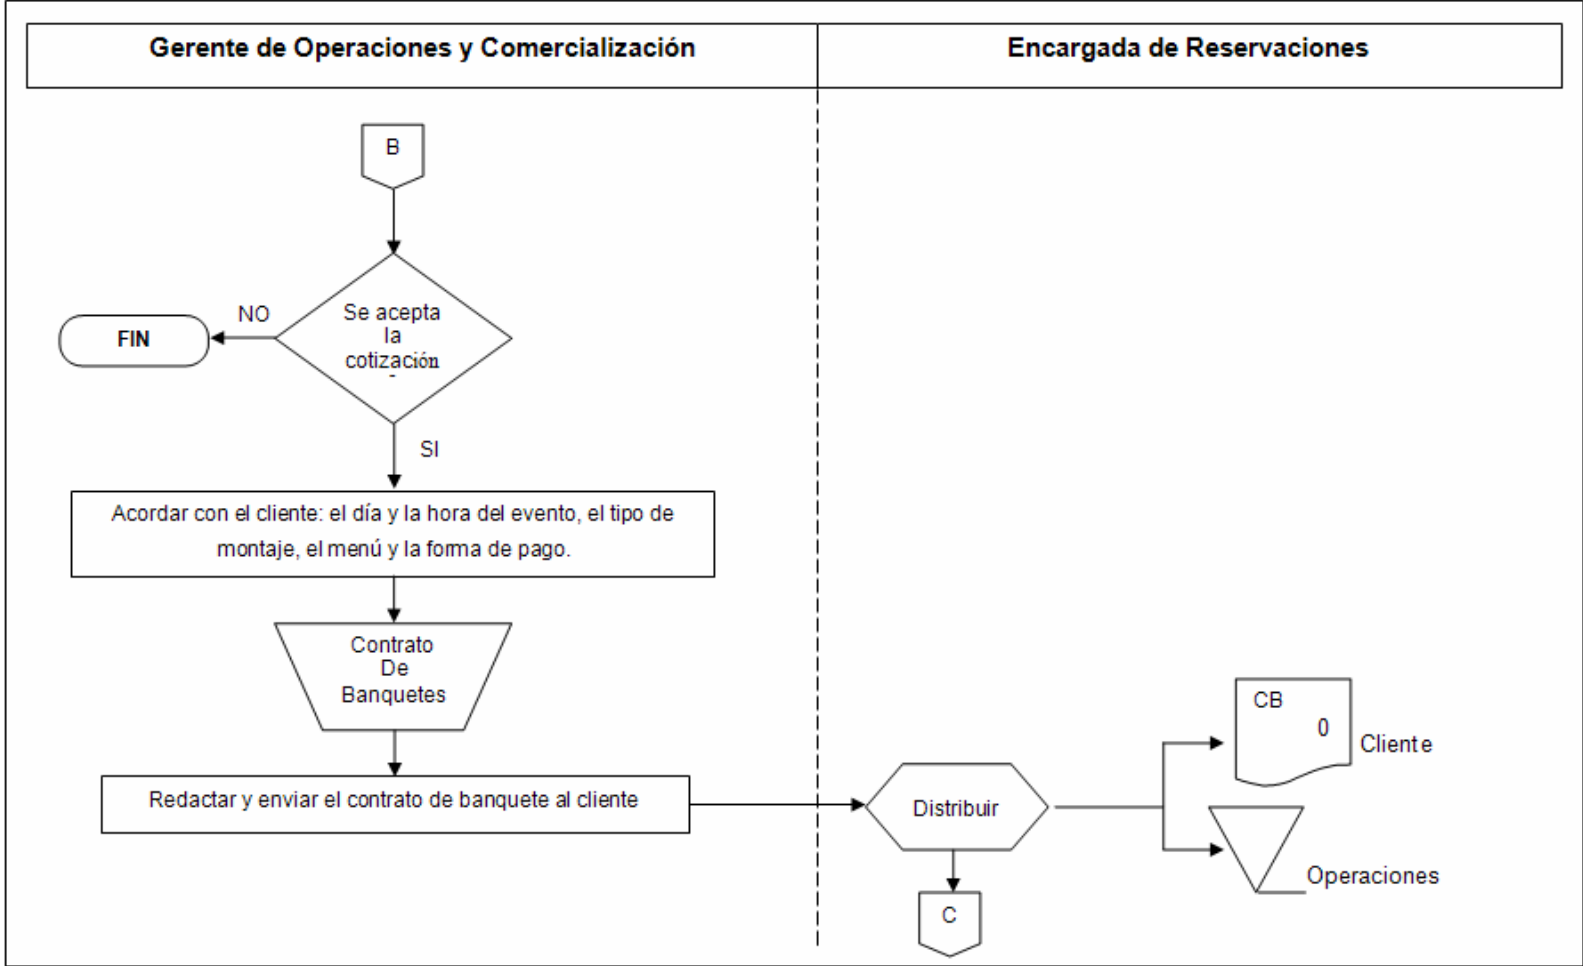 Gerente de Operaciones y Comercialización
Encargada de Reservaciones
B
NO
Se acepta
la
cotización
FIN
SI
Acordar con el cliente: el día y la hora del evento, el tipo de
montaje, el menú y la forma de pago.
Contrato
De
Banquetes
Redactar y enviar el contrato de banquete al cliente
Distribuir
CB
0
Cliente
Operaciones
C